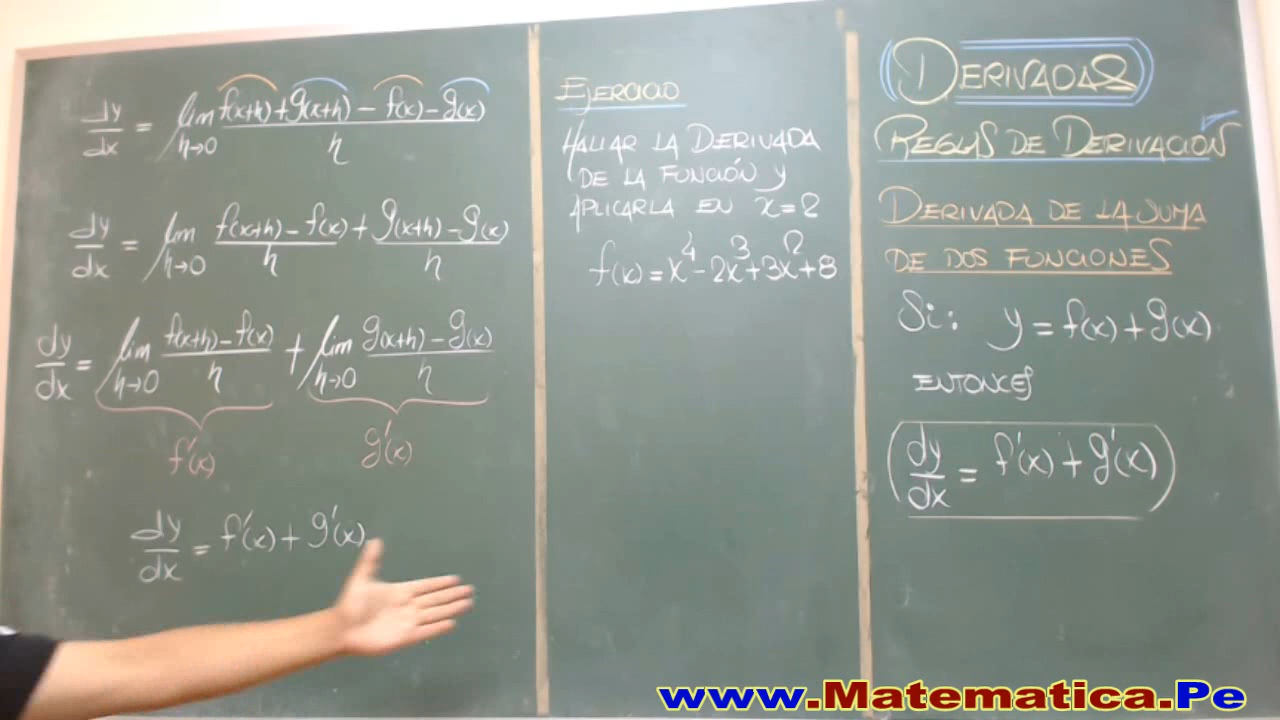 dy/dx = lim h→0 f(x+h)+g(x+h) − f(x) − g(x) / h
dy/dx = lim h→0 f(x+h) − f(x) / h + g(x+h) − g(x) / h
dy/dx = lim h→0 f(x+h) − f(x) / h + lim h→0 g(x+h) − g(x) / h
f'(x) g'(x)
dy/dx = f'(x) + g'(x)
EJERCICIO
HALLAR LA DERIVADA
DE LA FUNCIÓN Y
APLICARLA EN x=2
f(x) = x⁴ − 2x³ + 3x² + 8
DERIVADAS
REGLAS DE DERIVACIÓN
DERIVADA DE LA SUMA
DE DOS FUNCIONES
Si: y = f(x) + g(x)
ENTONCES
dy/dx = f'(x) + g'(x)
www.Matematica.Pe